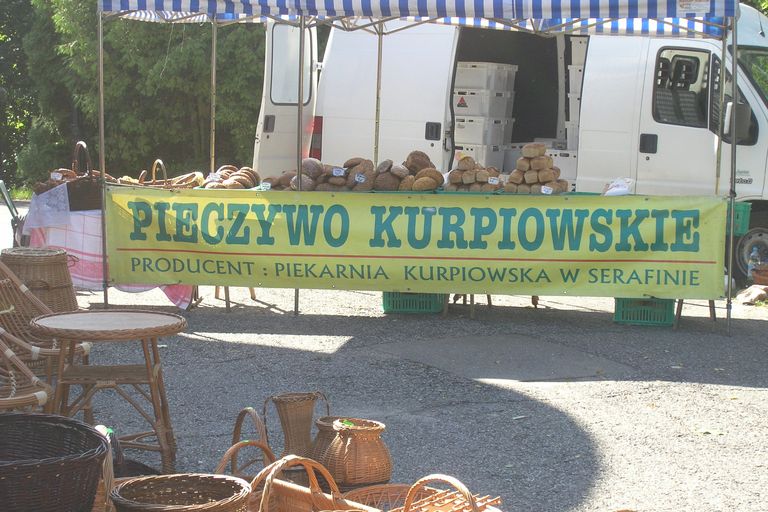 PIECZYWO KURPIOWSKIE
PRODUCENT : PIEKARNIA KURPIOWSKA W SERAFINIE